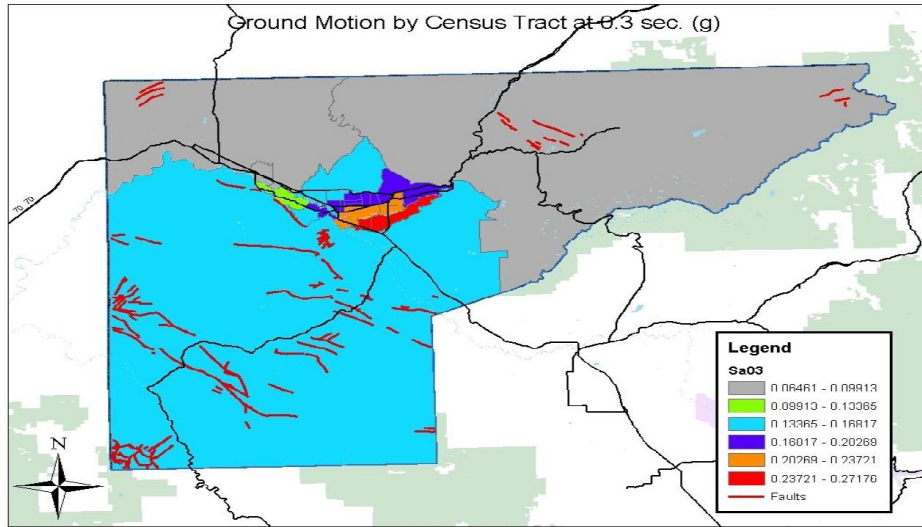 Ground Motion by Census Tract at 0.3 sec. (g)
70, 70
N
Legend
Sa03
0.06461 - 0.09913
0.09913 - 0.13365
0.13365 - 0.16817
0.16817 - 0.20269
0.20269 - 0.23721
0.23721 - 0.27176
Faults